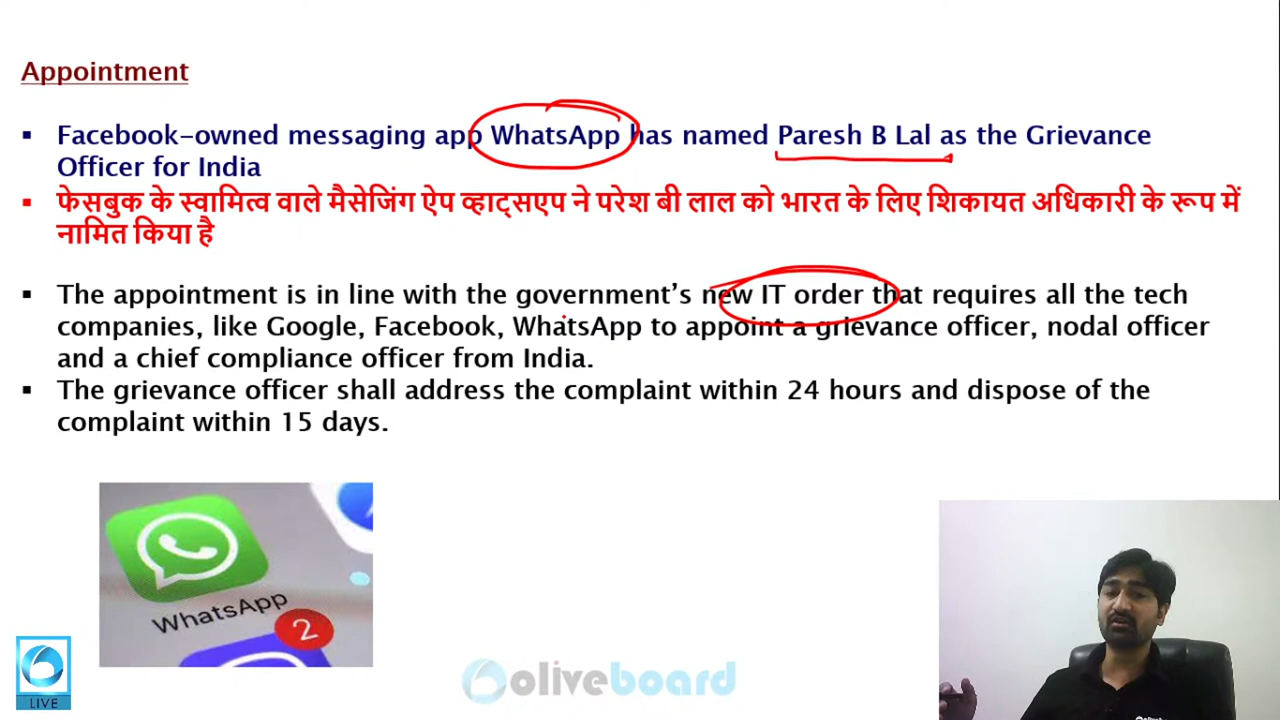 Appointment
▪ Facebook-owned messaging app WhatsApp has named Paresh B Lal as the Grievance
Officer for India
▪ फेसबुक के स्वामित्व वाले मैसेजिंग ऐप व्हाट्सएप ने परेश बी लाल को भारत के लिए शिकायत अधिकारी के रूप में
नामित किया है
▪ The appointment is in line with the government’s new IT order that requires all the tech
companies, like Google, Facebook, WhatsApp to appoint a grievance officer, nodal officer
and a chief compliance officer from India.
▪ The grievance officer shall address the complaint within 24 hours and dispose of the
complaint within 15 days.
WhatsApp
2
LIVE
oliveboard